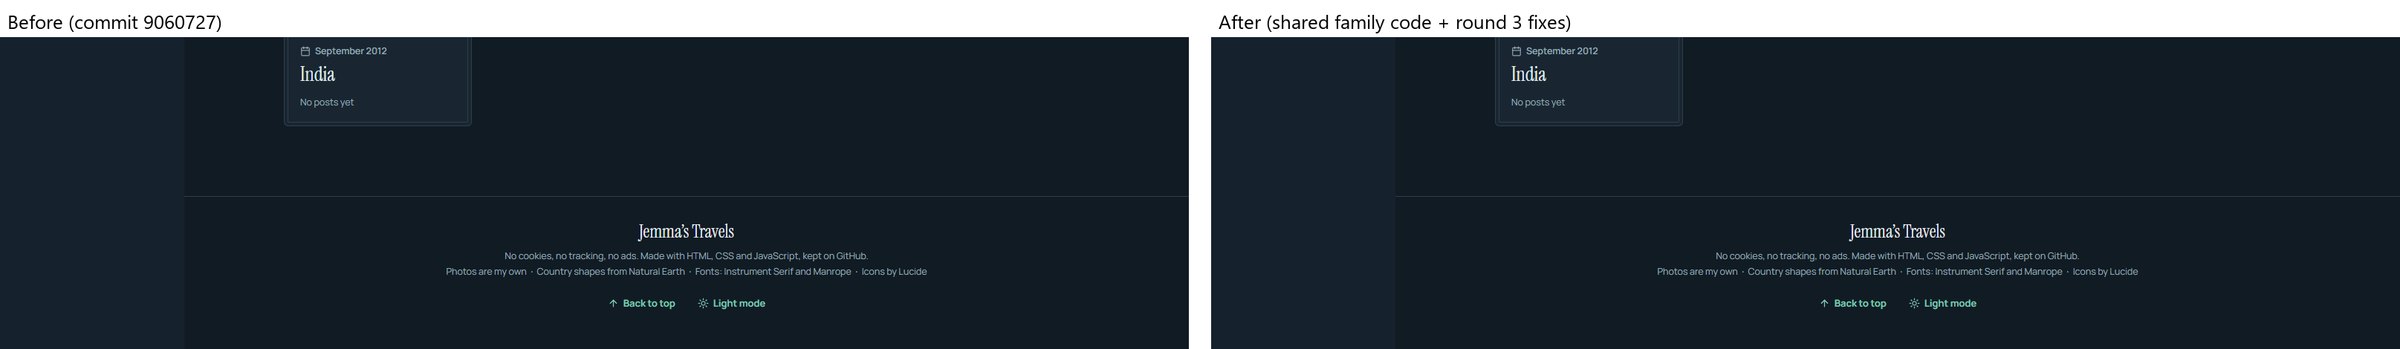 Before (commit 9060727)
September 2012
India
No posts yet
Jemma's Travels
No cookies, no tracking, no ads. Made with HTML, CSS and JavaScript, kept on GitHub.
Photos are my own · Country shapes from Natural Earth · Fonts: Instrument Serif and Manrope · Icons by Lucide
Back to top
Light mode
After (shared family code + round 3 fixes)
September 2012
India
No posts yet
Jemma's Travels
No cookies, no tracking, no ads. Made with HTML, CSS and JavaScript, kept on GitHub.
Photos are my own · Country shapes from Natural Earth · Fonts: Instrument Serif and Manrope · Icons by Lucide
Back to top
Light mode